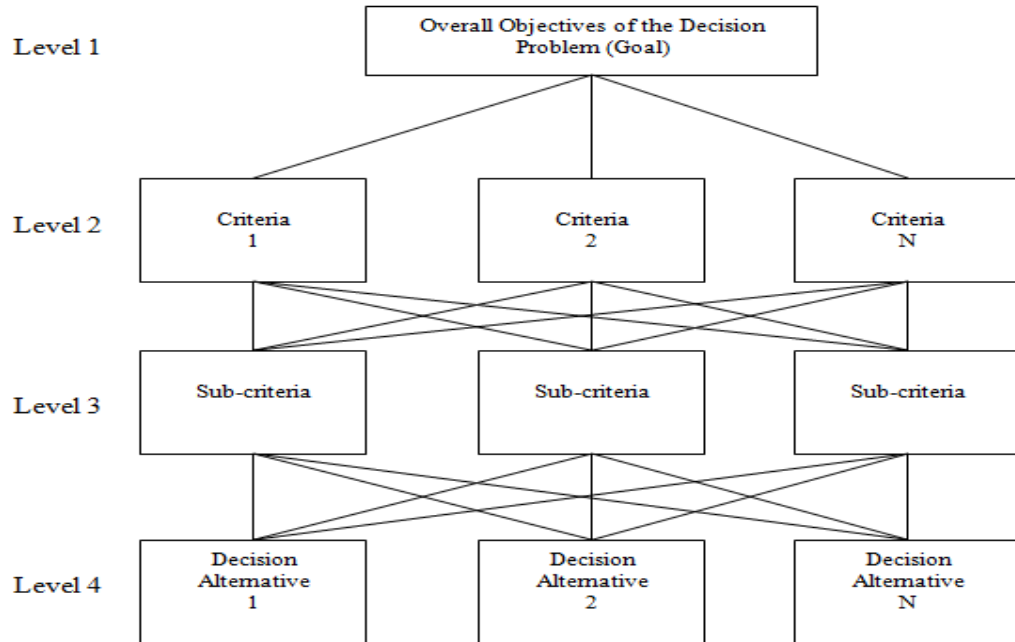 Level 1
Overall Objectives of the Decision
Problem (Goal)
Level 2
Criteria
1
Criteria
2
Criteria
N
Level 3
Sub-criteria
Sub-criteria
Sub-criteria
Level 4
Decision
Alternative
1
Decision
Alternative
2
Decision
Alternative
N